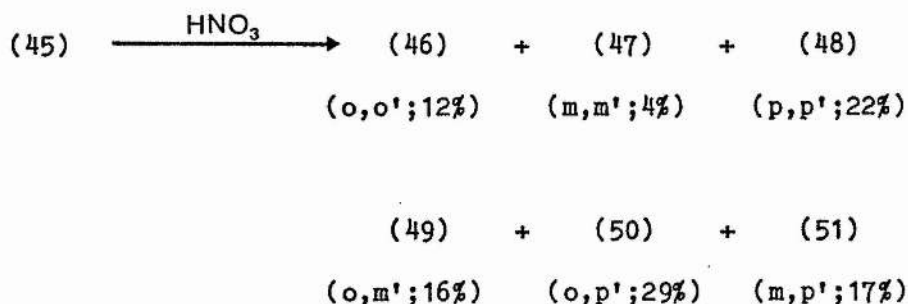 HNO₃
(45) (46) + (47) + (48)
(o,o';12%) (m,m';4%) (p,p';22%)
(49) + (50) + (51)
(o,m';16%) (o,p';29%) (m,p';17%)